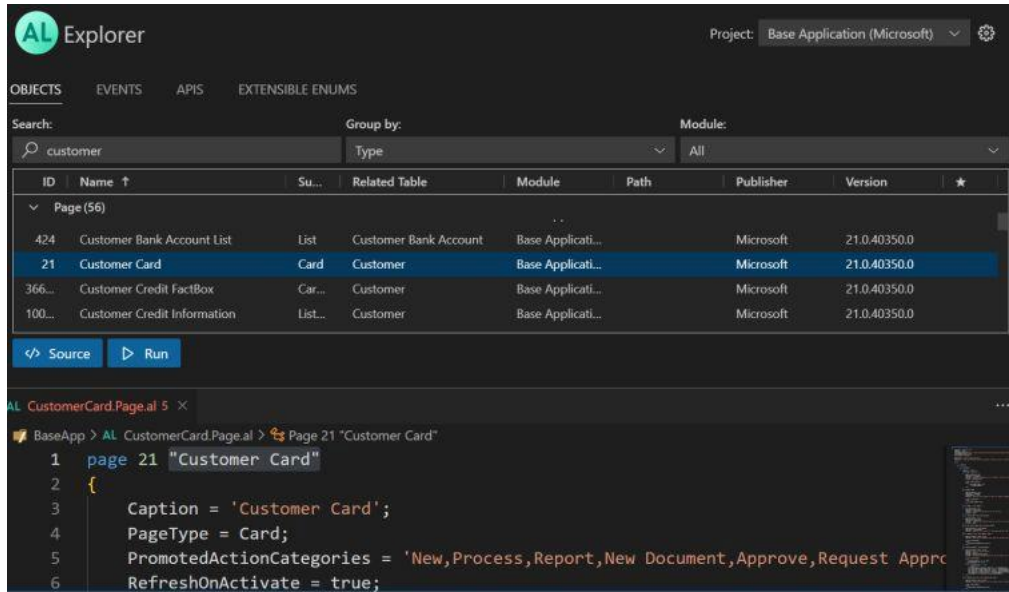 AL Explorer
Project: Base Application (Microsoft)
OBJECTS EVENTS APIS EXTENSIBLE ENUMS
Search: Group by: Module:
customer Type All
ID Name ↑ Su... Related Table Module Path Publisher Version ★
Page (56)
424 Customer Bank Account List List Customer Bank Account Base Applicati... Microsoft 21.0.40350.0
21 Customer Card Card Customer Base Applicati... Microsoft 21.0.40350.0
366... Customer Credit FactBox Car... Customer Base Applicati... Microsoft 21.0.40350.0
100... Customer Credit Information List... Customer Base Applicati... Microsoft 21.0.40350.0
</> Source Run
AL CustomerCard.Page.al 5 ×
BaseApp > AL CustomerCard.Page.al > Page 21 "Customer Card"
1 page 21 "Customer Card"
2 {
3 Caption = 'Customer Card';
4 PageType = Card;
5 PromotedActionCategories = 'New,Process,Report,New Document,Approve,Request Appro
6 RefreshOnActivate = true;